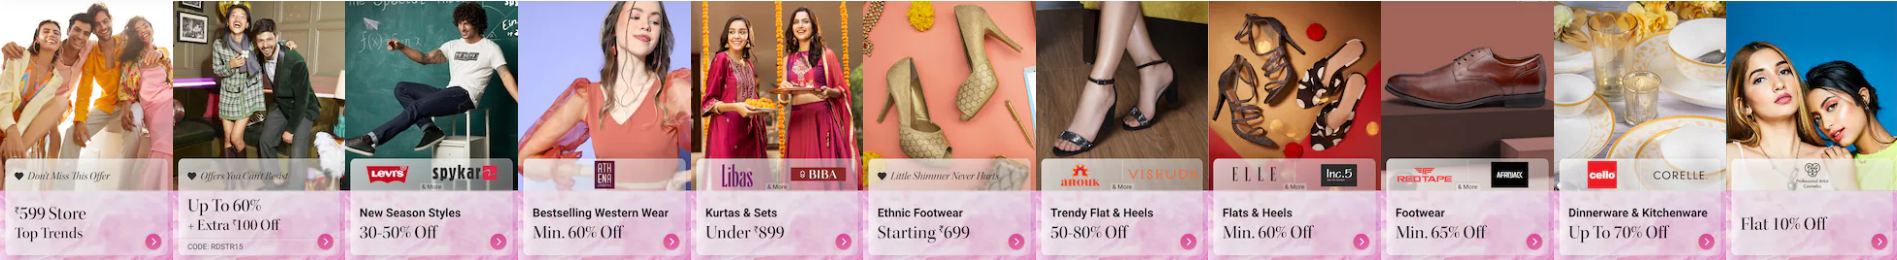 Don't Miss This Offer
₹599 Store
Top Trends
Offers You Can't Resist
Up To 60%
+ Extra ₹100 Off
CODE: RDSTR15
f(x)=
LEVI'S
spykar
& More
New Season Styles
30-50% Off
ATHENA
Bestselling Western Wear
Min. 60% Off
Libas
BIBA
& More
Kurtas & Sets
Under ₹899
Little Shimmer Never Hurts
Ethnic Footwear
Starting ₹699
anouk
VISHUDH
& More
Trendy Flat & Heels
50-80% Off
ELLE
Inc.5
& More
Flats & Heels
Min. 60% Off
REDTAPE
& More
Footwear
Min. 65% Off
cello
CORELLE
Dinnerware & Kitchenware
Up To 70% Off
Flat 10% Off